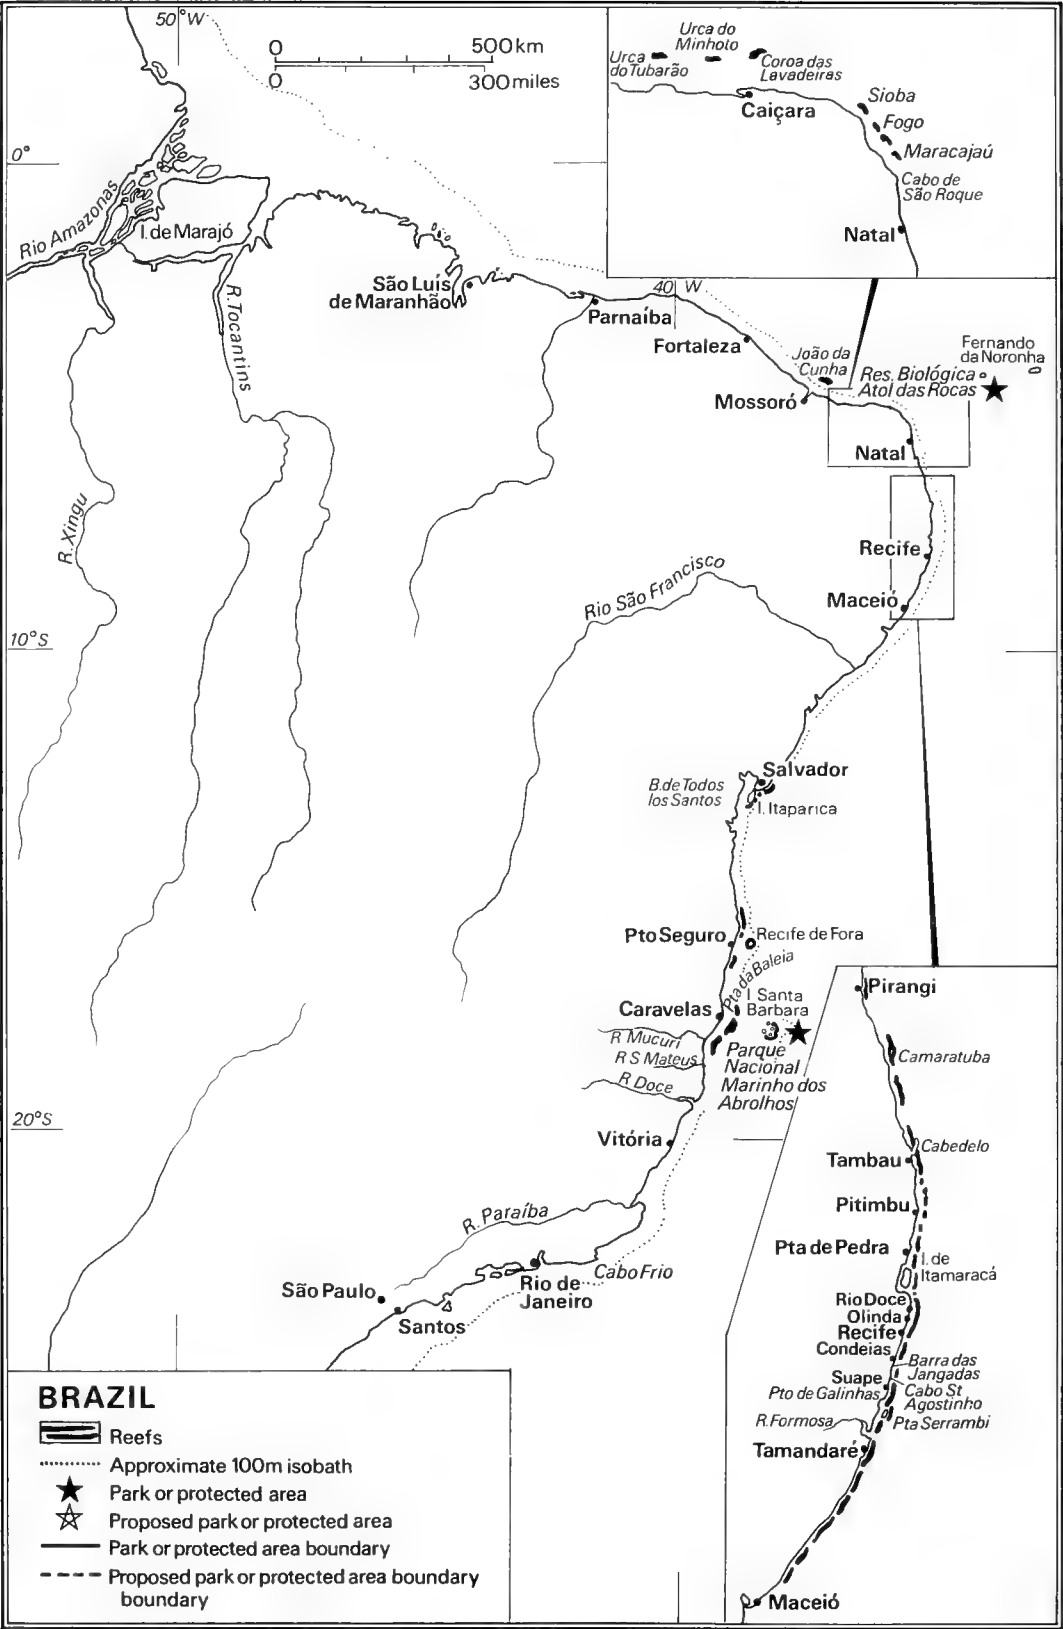 50°W
0
500km
0
300miles
Urca do
Minhoto
Urca
do Tubarão
Coroa das
Lavadeiras
Caiçara
Sioba
Fogo
Maracajaú
Cabo de
São Roque
Natal
0°
Rio Amazonas
I. de Marajó
São Luís
de Maranhão
R. Tocantins
40 W
Parnaíba
Fortaleza
João da
Cunha
Fernando
da Noronha
Res. Biológica
Atol das Rocas
Mossoró
Natal
R. Xingu
Recife
Rio São Francisco
Maceió
10°S
Salvador
B. de Todos
los Santos
I. Itaparica
Pto Seguro
Recife de Fora
Pta da Baleia
Caravelas
I Santa
Barbara
R Mucuri
R S Mateus
R Doce
Parque
Nacional
Marinho dos
Abrolhos
20°S
Vitória
R. Paraíba
Cabo Frio
São Paulo
Rio de
Janeiro
Santos
Pirangi
Camaratuba
Cabedelo
Tambau
Pitimbu
Pta de Pedra
I. de
Itamaracá
Rio Doce
Olinda
Recife
Condeias
Barra das
Jangadas
Suape
Cabo St
Agostinho
Pto de Galinhas
Pta Serrambi
R. Formosa
Tamandaré
Maceió
BRAZIL
Reefs
Approximate 100m isobath
Park or protected area
Proposed park or protected area
Park or protected area boundary
Proposed park or protected area boundary
boundary